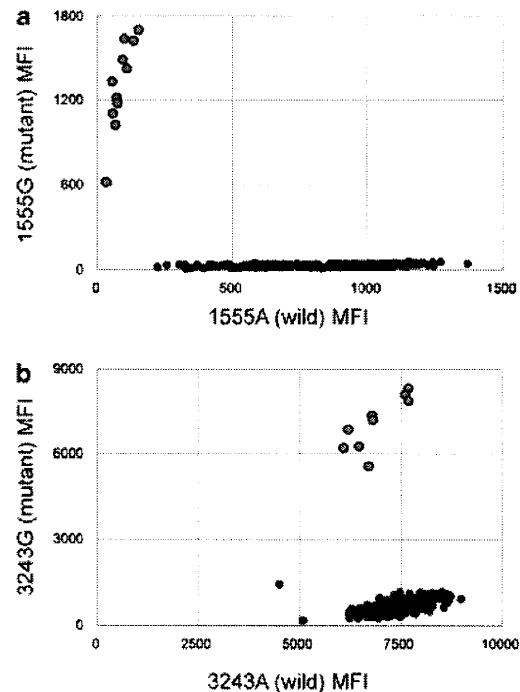 a
1800
1200
600
0
1555G (mutant) MFI
0 500 1000 1500
1555A (wild) MFI
b
9000
6000
3000
0
3243G (mutant) MFI
0 2500 5000 7500 10000
3243A (wild) MFI